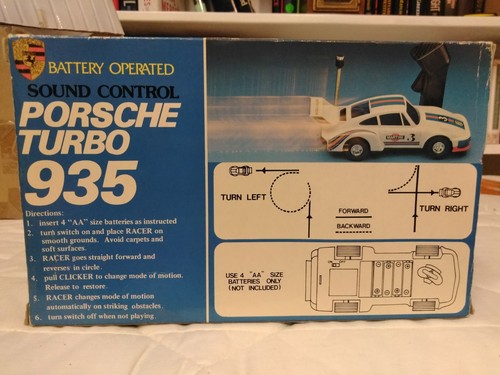 BATTERY OPERATED
SOUND CONTROL
PORSCHE
TURBO
935
Directions:
1. insert 4 "AA" size batteries as instructed
2. turn switch on and place RACER on
smooth grounds. Avoid carpets and
soft surfaces.
3. RACER goes straight forward and
reverses in circle.
4. pull CLICKER to change mode of motion.
Release to restore.
5. RACER changes mode of motion
automatically on striking obstacles.
6. turn switch off when not playing.
3
TURN LEFT
FORWARD
BACKWARD
TURN RIGHT
USE 4 "AA" SIZE
BATTERIES ONLY
(NOT INCLUDED)